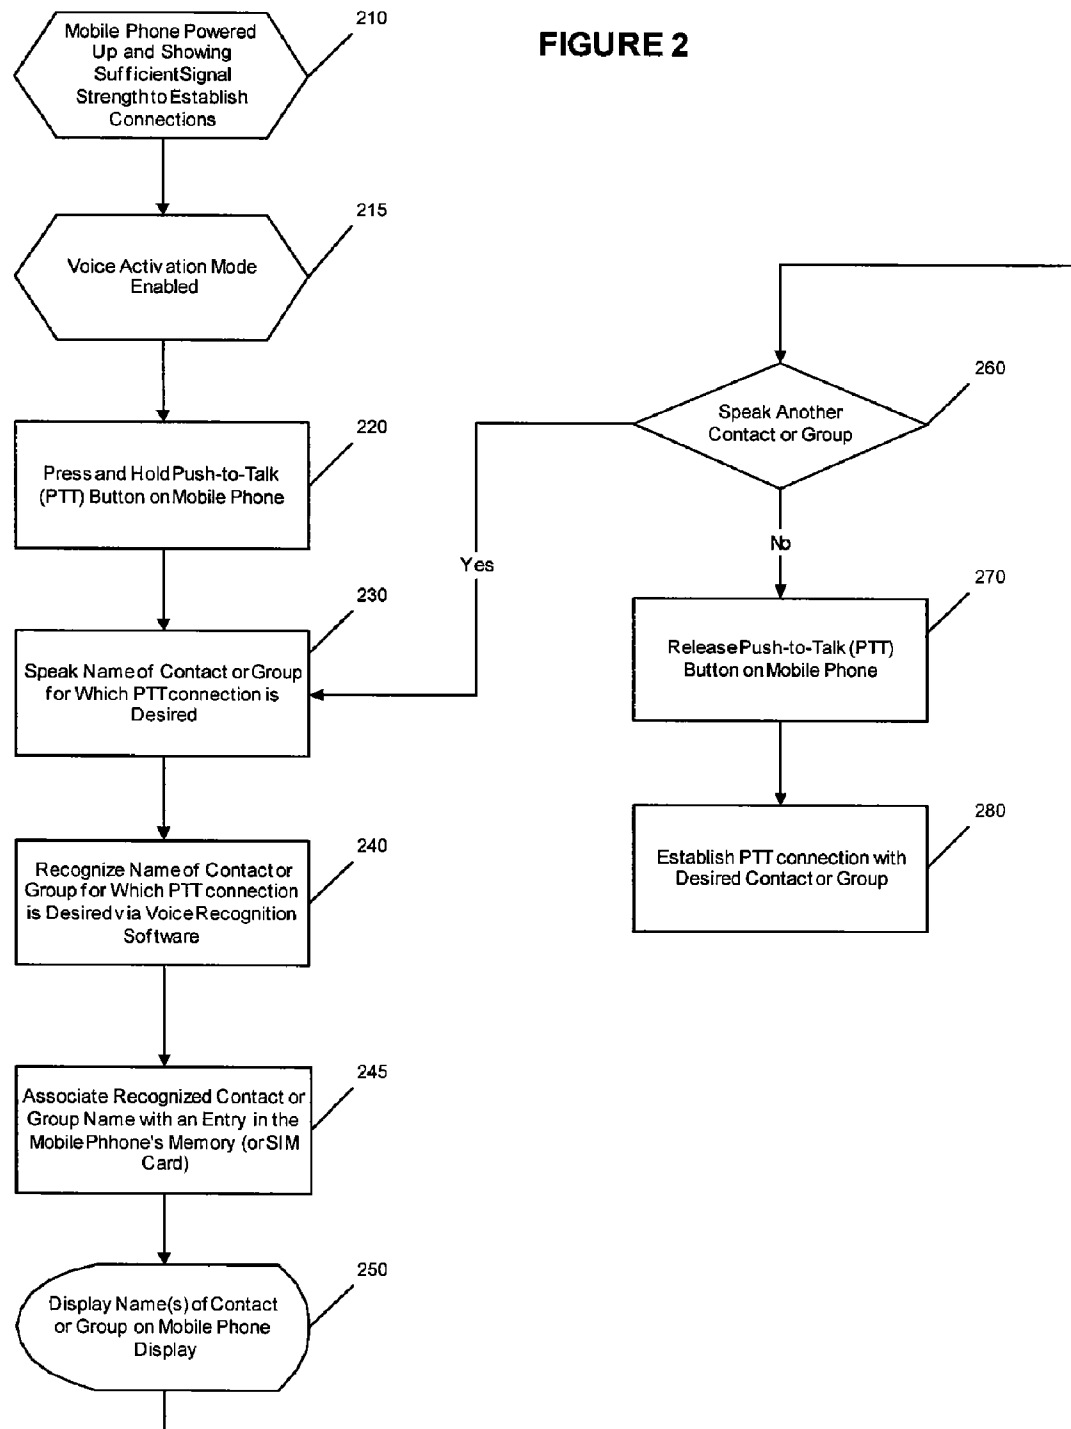 FIGURE 2
210
Mobile Phone Powered
Up and Showing
Sufficient Signal
Strength to Establish
Connections
215
Voice Activation Mode
Enabled
220
Press and Hold Push-to-Talk
(PTT) Button on Mobile Phone
230
Speak Name of Contact or Group
for Which PTT connection is
Desired
240
Recognize Name of Contact or
Group for Which PTT connection
is Desired via Voice Recognition
Software
245
Associate Recognized Contact or
Group Name with an Entry in the
Mobile Phhone's Memory (or SIM
Card)
250
Display Name(s) of Contact
or Group on Mobile Phone
Display
260
Speak Another
Contact or Group
Yes
No
270
Release Push-to-Talk (PTT)
Button on Mobile Phone
280
Establish PTT connection with
Desired Contact or Group